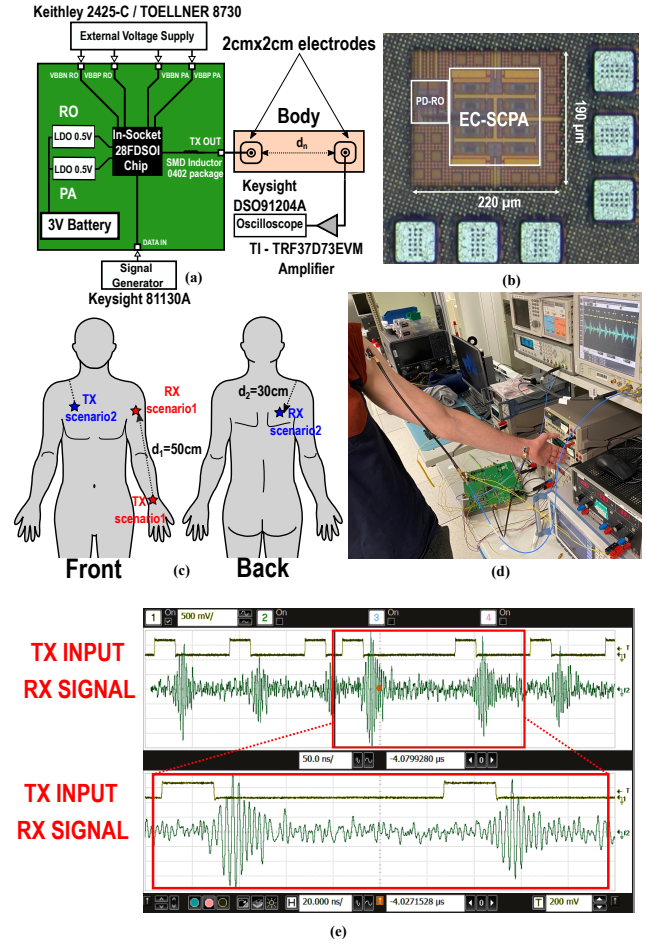 Keithley 2425-C / TOELLNER 8730
External Voltage Supply
VBBN RO
VBBP RO
VBBN PA
VBBP PA
RO
LDO 0.5V
LDO 0.5V
PA
3V Battery
In-Socket
28FDSOI
Chip
TX OUT
SMD Inductor
0402 package
DATA IN
Signal
Generator
Keysight 81130A
2cmx2cm electrodes
Body
dn
Keysight
DSO91204A
Oscilloscope
TI - TRF37D73EVM
Amplifier
(a)
PD-RO
EC-SCPA
190 µm
220 µm
(b)
TX
scenario2
RX
scenario1
d1=50cm
TX
scenario1
Front
d2=30cm
RX
scenario2
Back
(c)
(d)
TX INPUT
RX SIGNAL
1 On 500 mV/ 2 On 3 On 4 On
50.0 ns/ -4.0799280 µs 0
TX INPUT
RX SIGNAL
H 20.000 ns/ -4.0271528 µs 0 T 200 mV
(e)